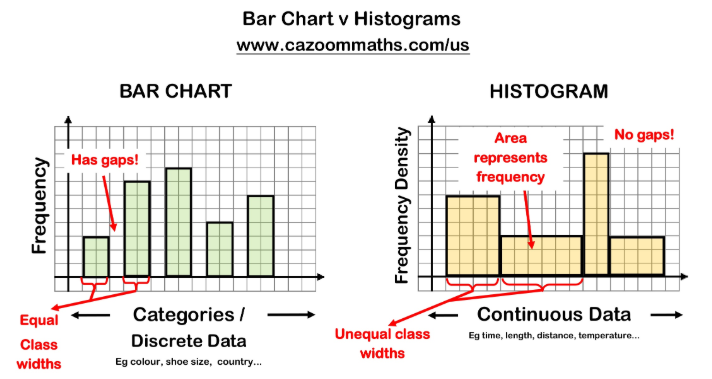 Bar Chart v Histograms
www.cazoommaths.com/us
BAR CHART
Frequency
Has gaps!
Equal
Class
widths
Categories /
Discrete Data
Eg colour, shoe size, country...
HISTOGRAM
Frequency Density
Area
represents
frequency
No gaps!
Unequal class
widths
Continuous Data
Eg time, length, distance, temperature...